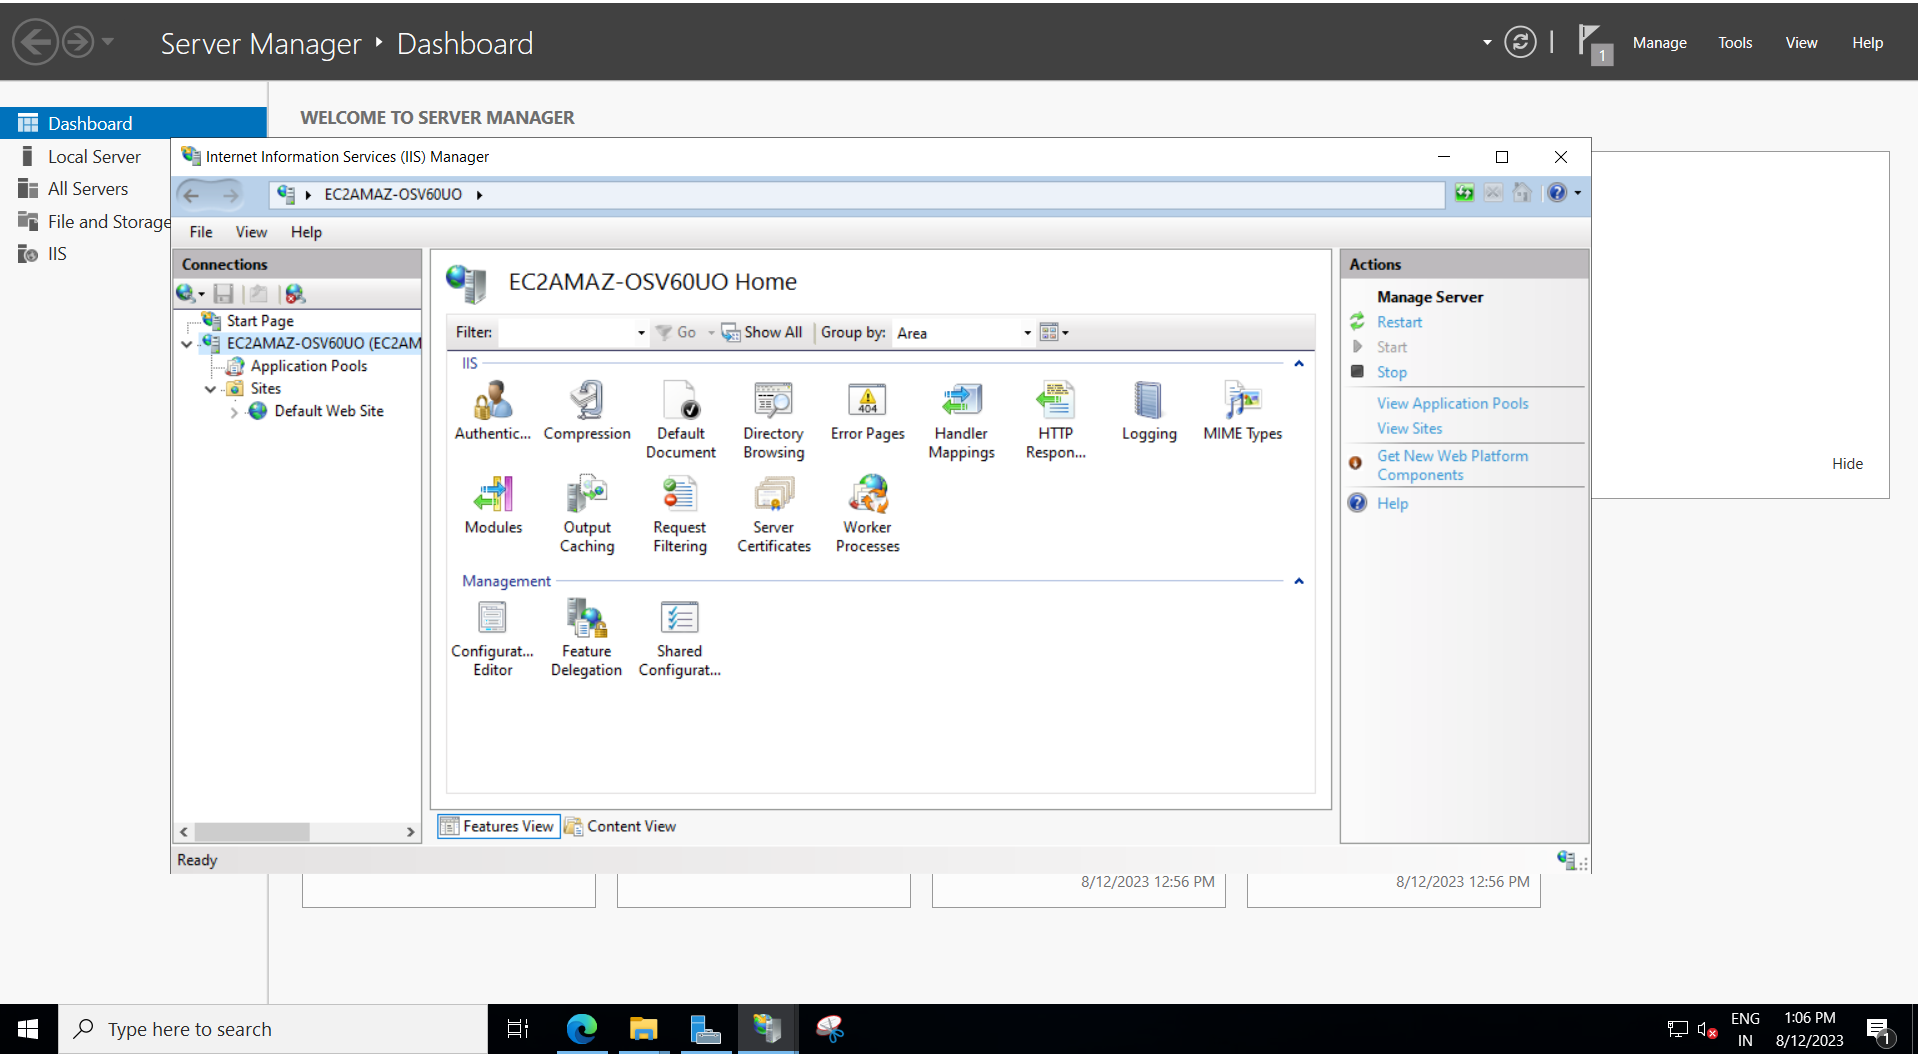 Server Manager ‣ Dashboard
1
Manage
Tools
View
Help
Dashboard
Local Server
All Servers
File and Storage
IIS
WELCOME TO SERVER MANAGER
Hide
Internet Information Services (IIS) Manager
EC2AMAZ-OSV60UO
File
View
Help
Connections
Start Page
EC2AMAZ-OSV60UO (EC2AM
Application Pools
Sites
Default Web Site
EC2AMAZ-OSV60UO Home
Filter:
Go
Show All
Group by:
Area
IIS
Authentic...
Compression
Default
Document
Directory
Browsing
Error Pages
404
Handler
Mappings
HTTP
Respon...
Logging
MIME Types
Modules
Output
Caching
Request
Filtering
Server
Certificates
Worker
Processes
Management
Configurat...
Editor
Feature
Delegation
Shared
Configurat...
Features View
Content View
Actions
Manage Server
Restart
Start
Stop
View Application Pools
View Sites
Get New Web Platform
Components
Help
Ready
8/12/2023 12:56 PM
8/12/2023 12:56 PM
Type here to search
ENG
IN
1:06 PM
8/12/2023
1